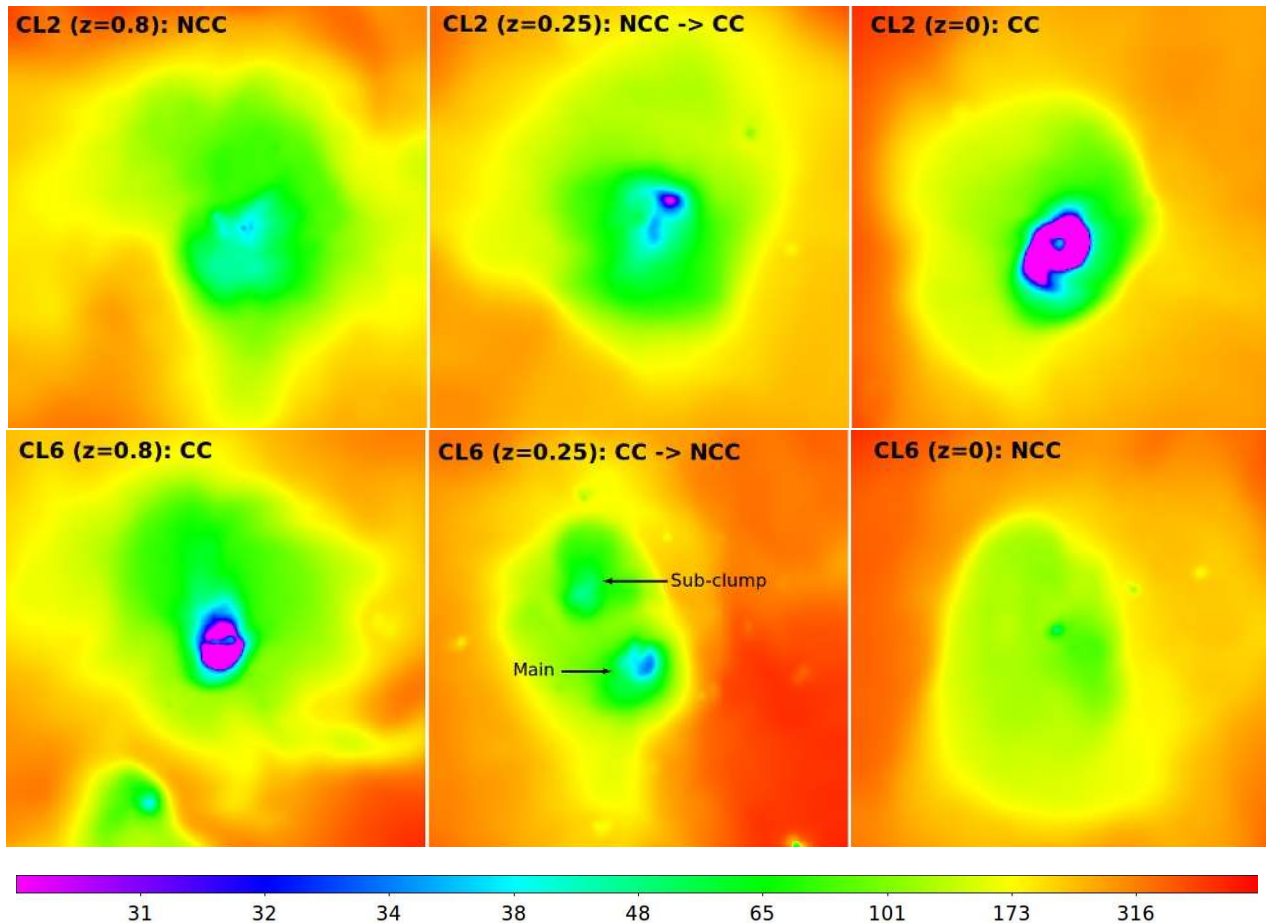 CL2 (z=0.8): NCC
CL2 (z=0.25): NCC -> CC
CL2 (z=0): CC
CL6 (z=0.8): CC
CL6 (z=0.25): CC -> NCC
CL6 (z=0): NCC
Sub-clump
Main
31 32 34 38 48 65 101 173 316